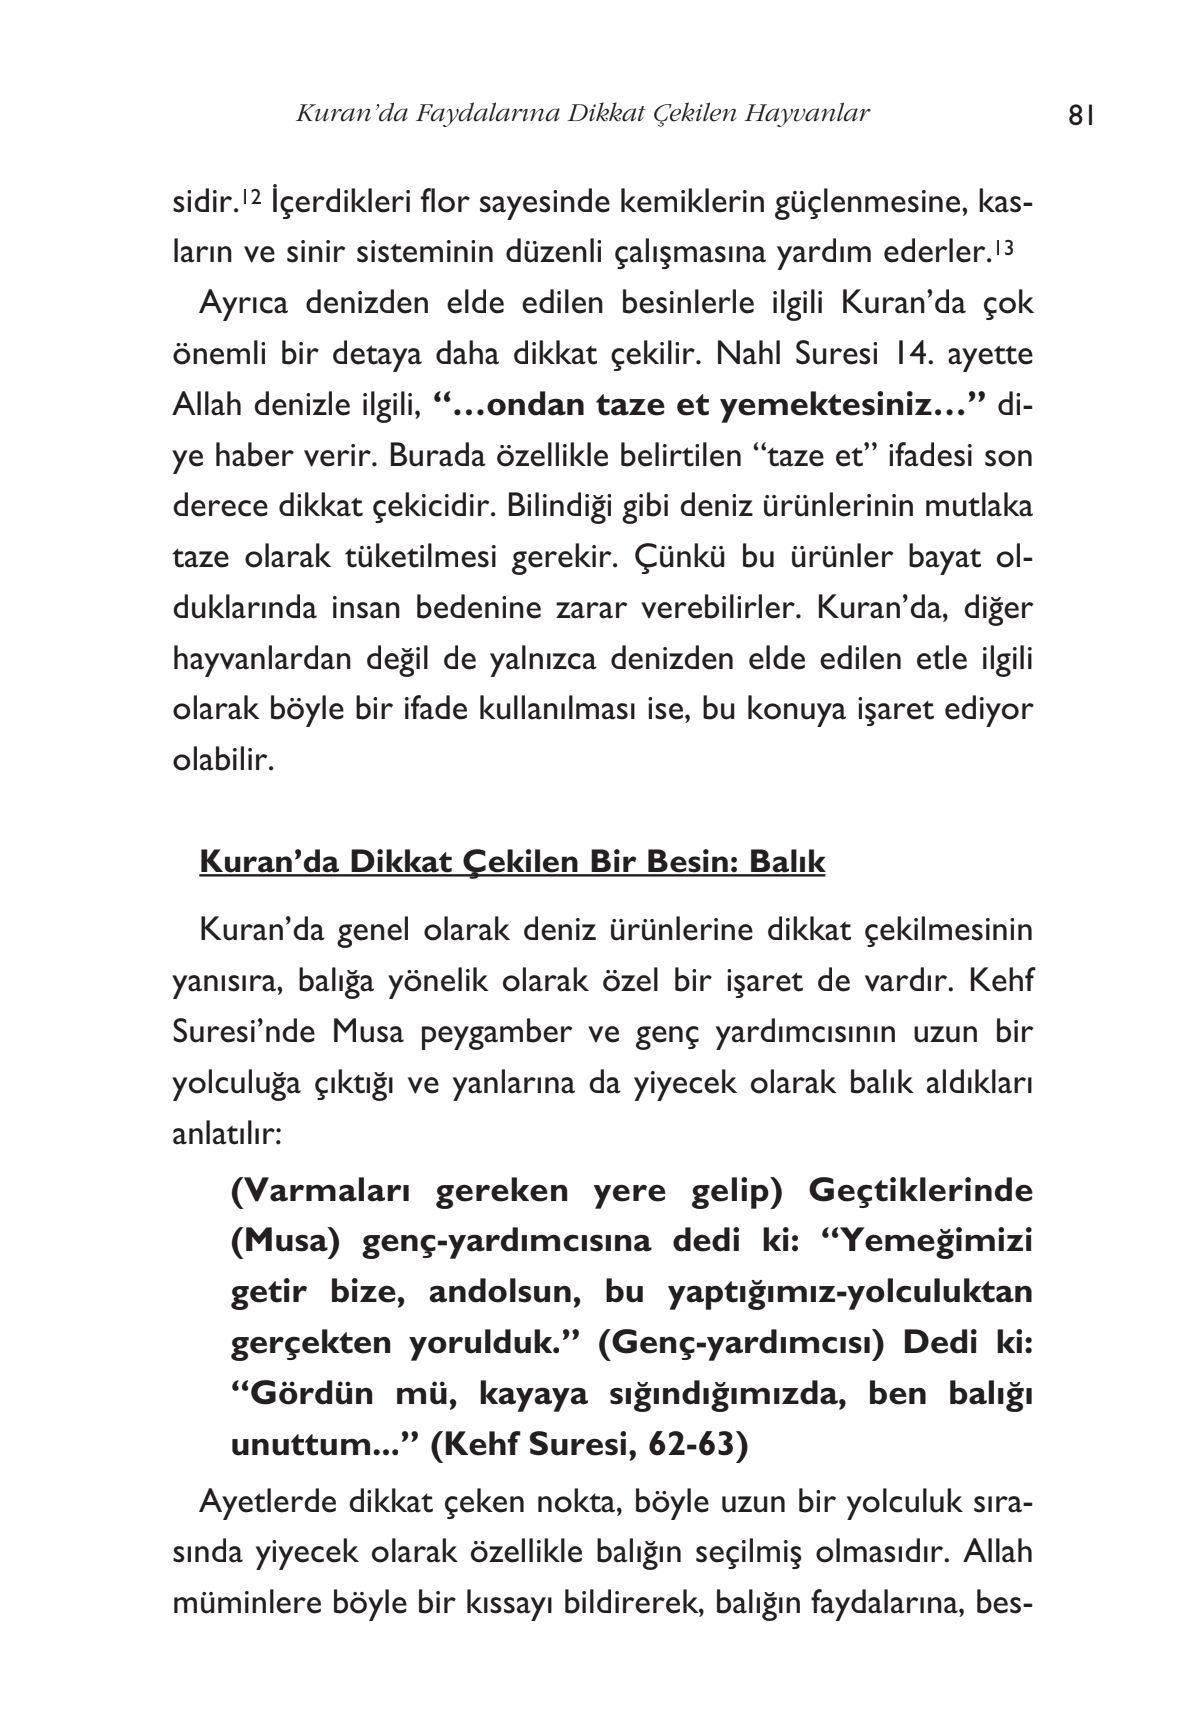 Kuran’da Faydalarına Dikkat Çekilen Hayvanlar 81
sidir.12 İçerdikleri flor sayesinde kemiklerin güçlenmesine, kas-
ların ve sinir sisteminin düzenli çalışmasına yardım ederler.13
Ayrıca denizden elde edilen besinlerle ilgili Kuran’da çok
önemli bir detaya daha dikkat çekilir. Nahl Suresi 14. ayette
Allah denizle ilgili, “…ondan taze et yemektesiniz…” di-
ye haber verir. Burada özellikle belirtilen “taze et” ifadesi son
derece dikkat çekicidir. Bilindiği gibi deniz ürünlerinin mutlaka
taze olarak tüketilmesi gerekir. Çünkü bu ürünler bayat ol-
duklarında insan bedenine zarar verebilirler. Kuran’da, diğer
hayvanlardan değil de yalnızca denizden elde edilen etle ilgili
olarak böyle bir ifade kullanılması ise, bu konuya işaret ediyor
olabilir.
Kuran’da Dikkat Çekilen Bir Besin: Balık
Kuran’da genel olarak deniz ürünlerine dikkat çekilmesinin
yanısıra, balığa yönelik olarak özel bir işaret de vardır. Kehf
Suresi’nde Musa peygamber ve genç yardımcısının uzun bir
yolculuğa çıktığı ve yanlarına da yiyecek olarak balık aldıkları
anlatılır:
(Varmaları gereken yere gelip) Geçtiklerinde
(Musa) genç-yardımcısına dedi ki: “Yemeğimizi
getir bize, andolsun, bu yaptığımız-yolculuktan
gerçekten yorulduk.” (Genç-yardımcısı) Dedi ki:
“Gördün mü, kayaya sığındığımızda, ben balığı
unuttum...” (Kehf Suresi, 62-63)
Ayetlerde dikkat çeken nokta, böyle uzun bir yolculuk sıra-
sında yiyecek olarak özellikle balığın seçilmiş olmasıdır. Allah
müminlere böyle bir kıssayı bildirerek, balığın faydalarına, bes-